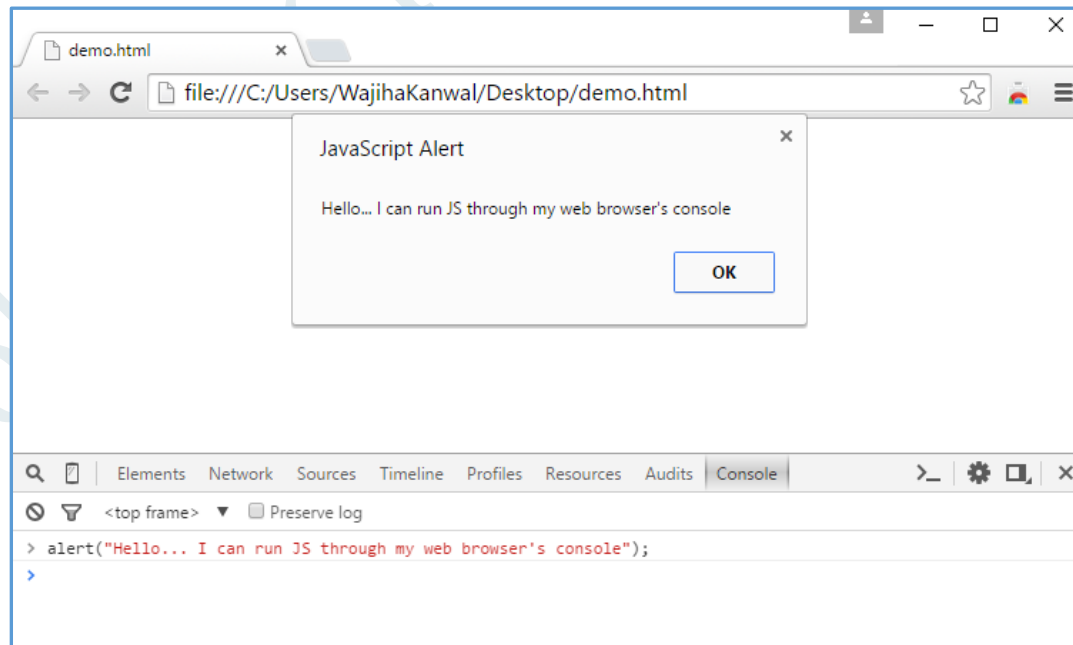 demo.html
file:///C:/Users/WajihaKanwal/Desktop/demo.html
JavaScript Alert
Hello... I can run JS through my web browser's console
OK
Elements Network Sources Timeline Profiles Resources Audits Console
<top frame> ▼ Preserve log
> alert("Hello... I can run JS through my web browser's console");
>